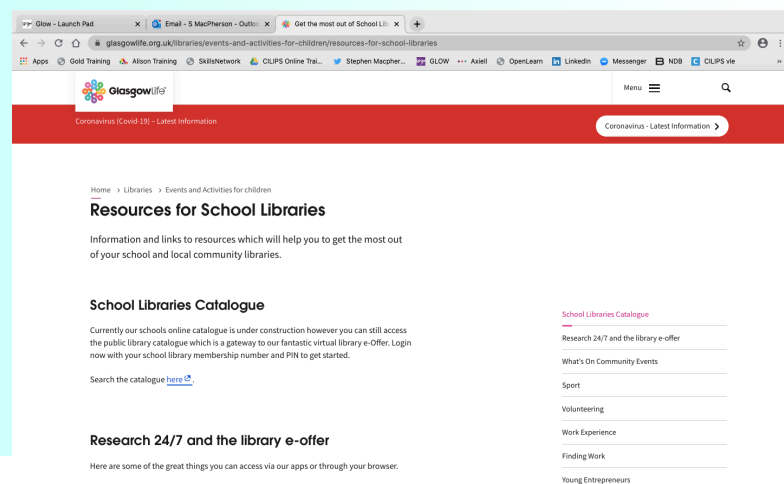 Glow - Launch Pad
Email - S MacPherson - Outloo
Get the most out of School Lib
glasgowlife.org.uk/libraries/events-and-activities-for-children/resources-for-school-libraries
Apps Gold Training Alison Training SkillsNetwork CILIPS Online Trai... Stephen Macpher... GLOW Axiell OpenLearn LinkedIn Messenger NDB CILIPS vle »
Glasgowlife
Menu
Coronavirus (Covid-19) – Latest Information
Coronavirus - Latest Information
Home > Libraries > Events and Activities for children
Resources for School Libraries
Information and links to resources which will help you to get the most out
of your school and local community libraries.
School Libraries Catalogue
Currently our schools online catalogue is under construction however you can still access
the public library catalogue which is a gateway to our fantastic virtual library e-Offer. Login
now with your school library membership number and PIN to get started.
Search the catalogue here.
Research 24/7 and the library e-offer
Here are some of the great things you can access via our apps or through your browser.
School Libraries Catalogue
Research 24/7 and the library e-offer
What's On Community Events
Sport
Volunteering
Work Experience
Finding Work
Young Entrepreneurs